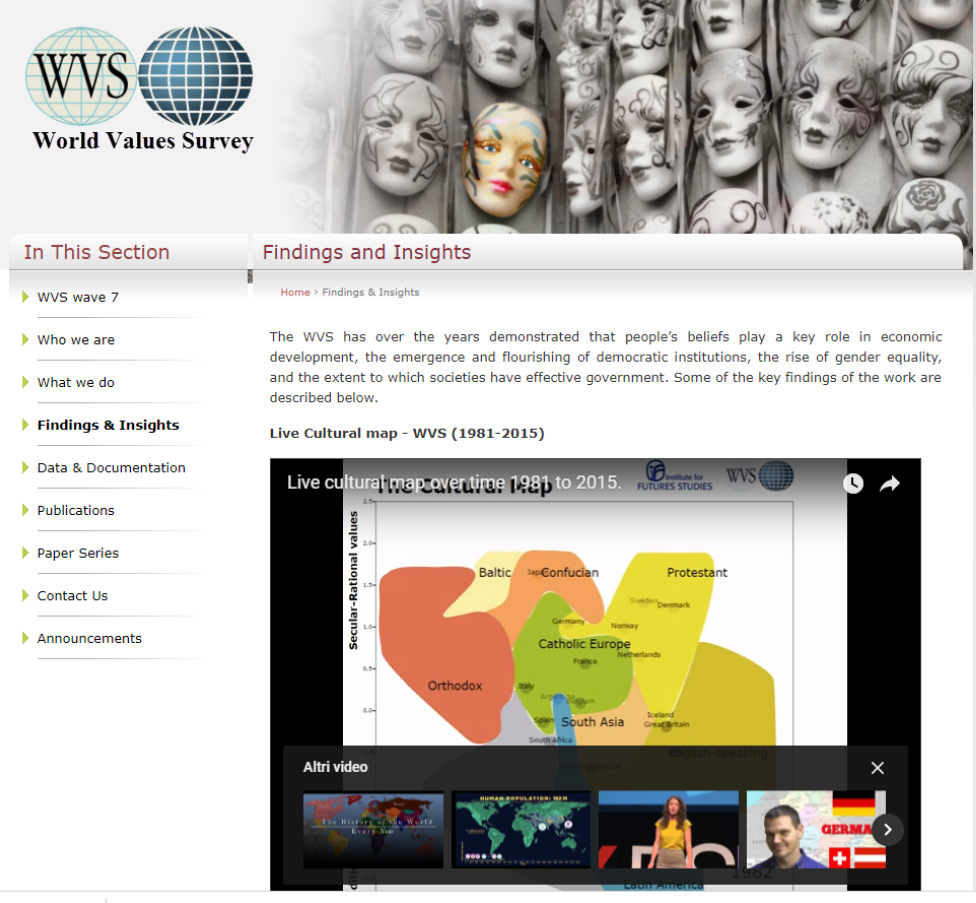 WVS
World Values Survey
In This Section
WVS wave 7
Who we are
What we do
Findings & Insights
Data & Documentation
Publications
Paper Series
Contact Us
Announcements
Findings and Insights
Home › Findings & Insights
The WVS has over the years demonstrated that people’s beliefs play a key role in economic
development, the emergence and flourishing of democratic institutions, the rise of gender equality,
and the extent to which societies have effective government. Some of the key findings of the work are
described below.
Live Cultural map - WVS (1981-2015)
Live cultural map over time 1981 to 2015.
The Cultural Map
Institute for
FUTURES STUDIES
WVS
Secular-Rational values
2.5
2.0
1.5
1.0
0.5
0.0
Baltic
Confucian
Protestant
Sweden
Denmark
Germany
Norway
Catholic Europe
Netherlands
France
Orthodox
Italy
Spain
South Asia
Iceland
Great Britain
South Africa
English-speaking
Altri video
The History of the World
HUMAN POPULATION:
GERMA
1982
Latin America